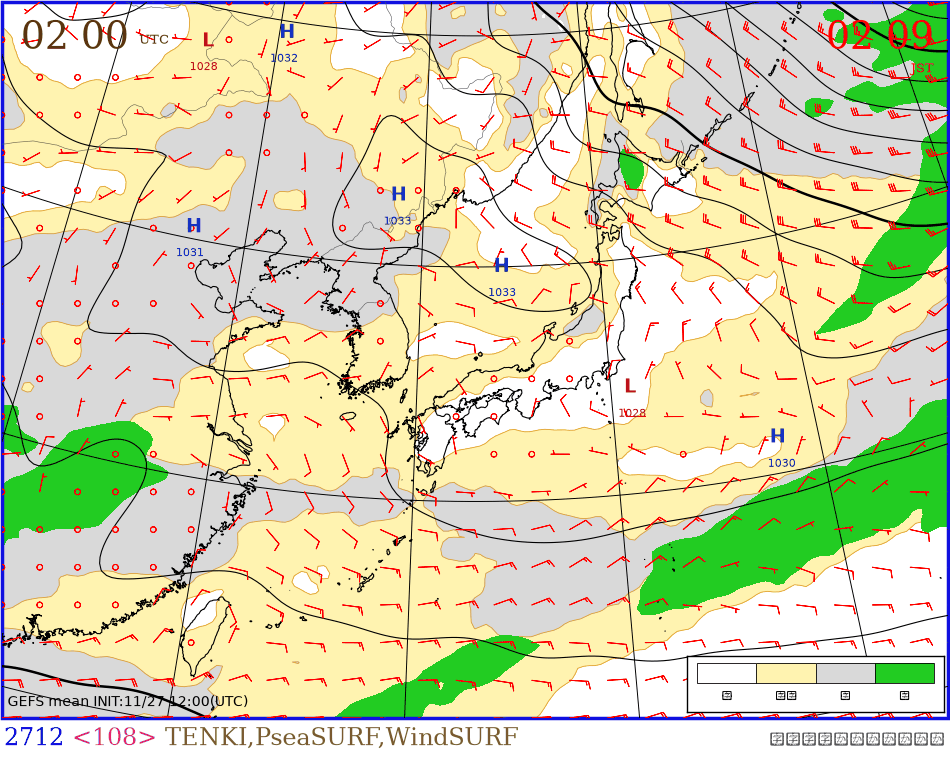 02 00 UTC
02 09
JST
L
1028
H
1032
H
1033
H
1031
H
1033
L
1028
H
1030
GEFS mean INIT:11/27 12:00(UTC)
2712 <108> TENKI,PseaSURF,WindSURF